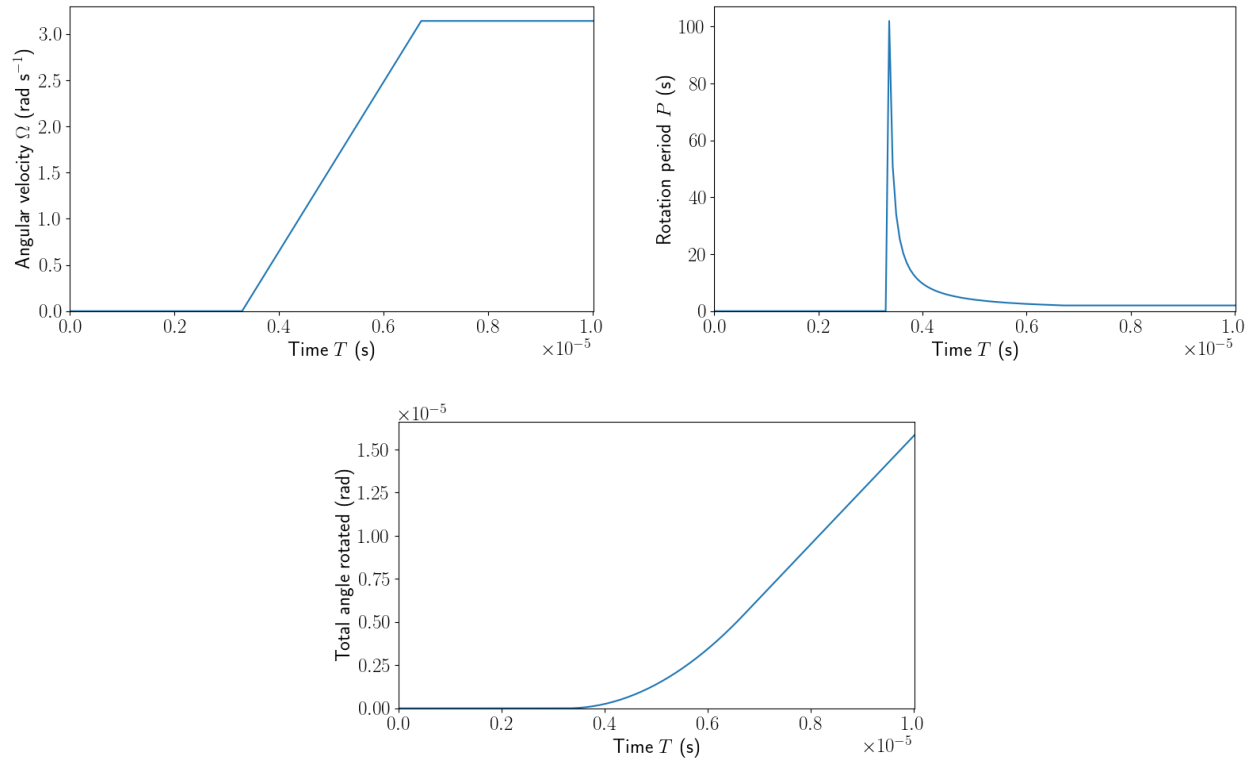 Angular velocity Ω (rad s⁻¹)
3.0
2.5
2.0
1.5
1.0
0.5
0.0
0.0 0.2 0.4 0.6 0.8 1.0
Time T (s)
×10⁻⁵
Rotation period P (s)
100
80
60
40
20
0
0.0 0.2 0.4 0.6 0.8 1.0
Time T (s)
×10⁻⁵
×10⁻⁵
Total angle rotated (rad)
1.50
1.25
1.00
0.75
0.50
0.25
0.00
0.0 0.2 0.4 0.6 0.8 1.0
Time T (s)
×10⁻⁵